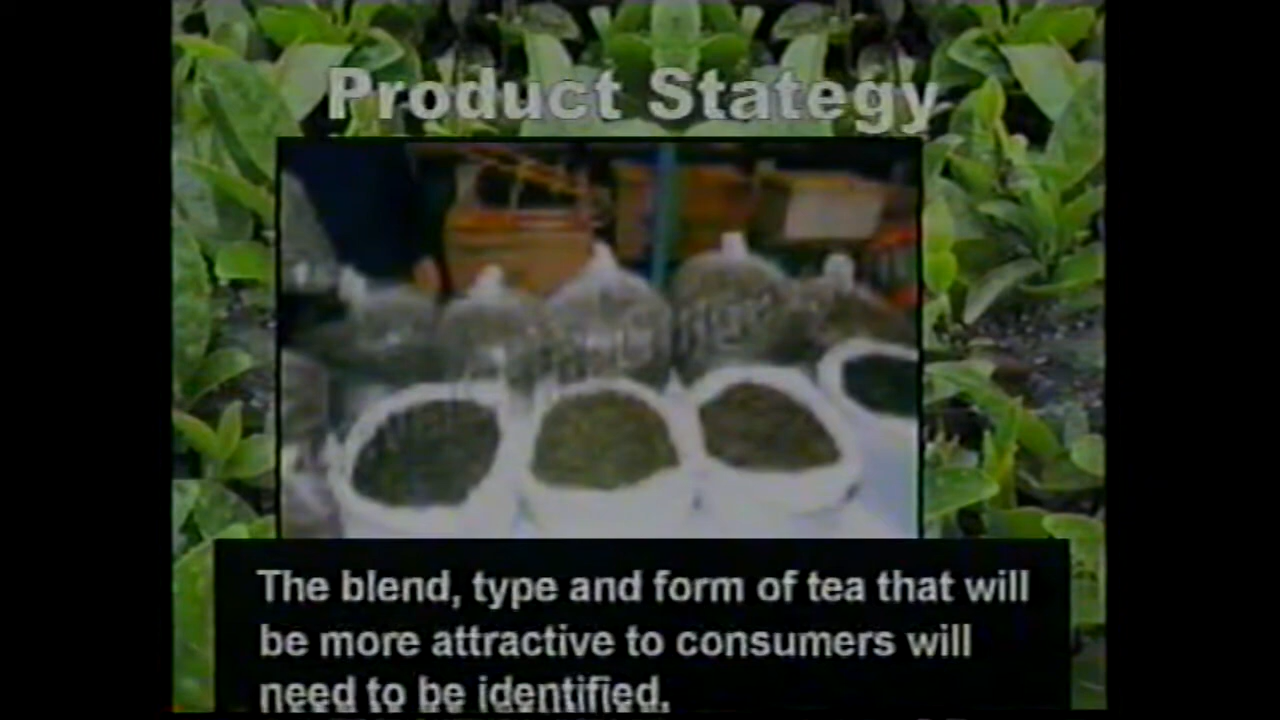 Product Stategy
The blend, type and form of tea that will
be more attractive to consumers will
need to be identified.